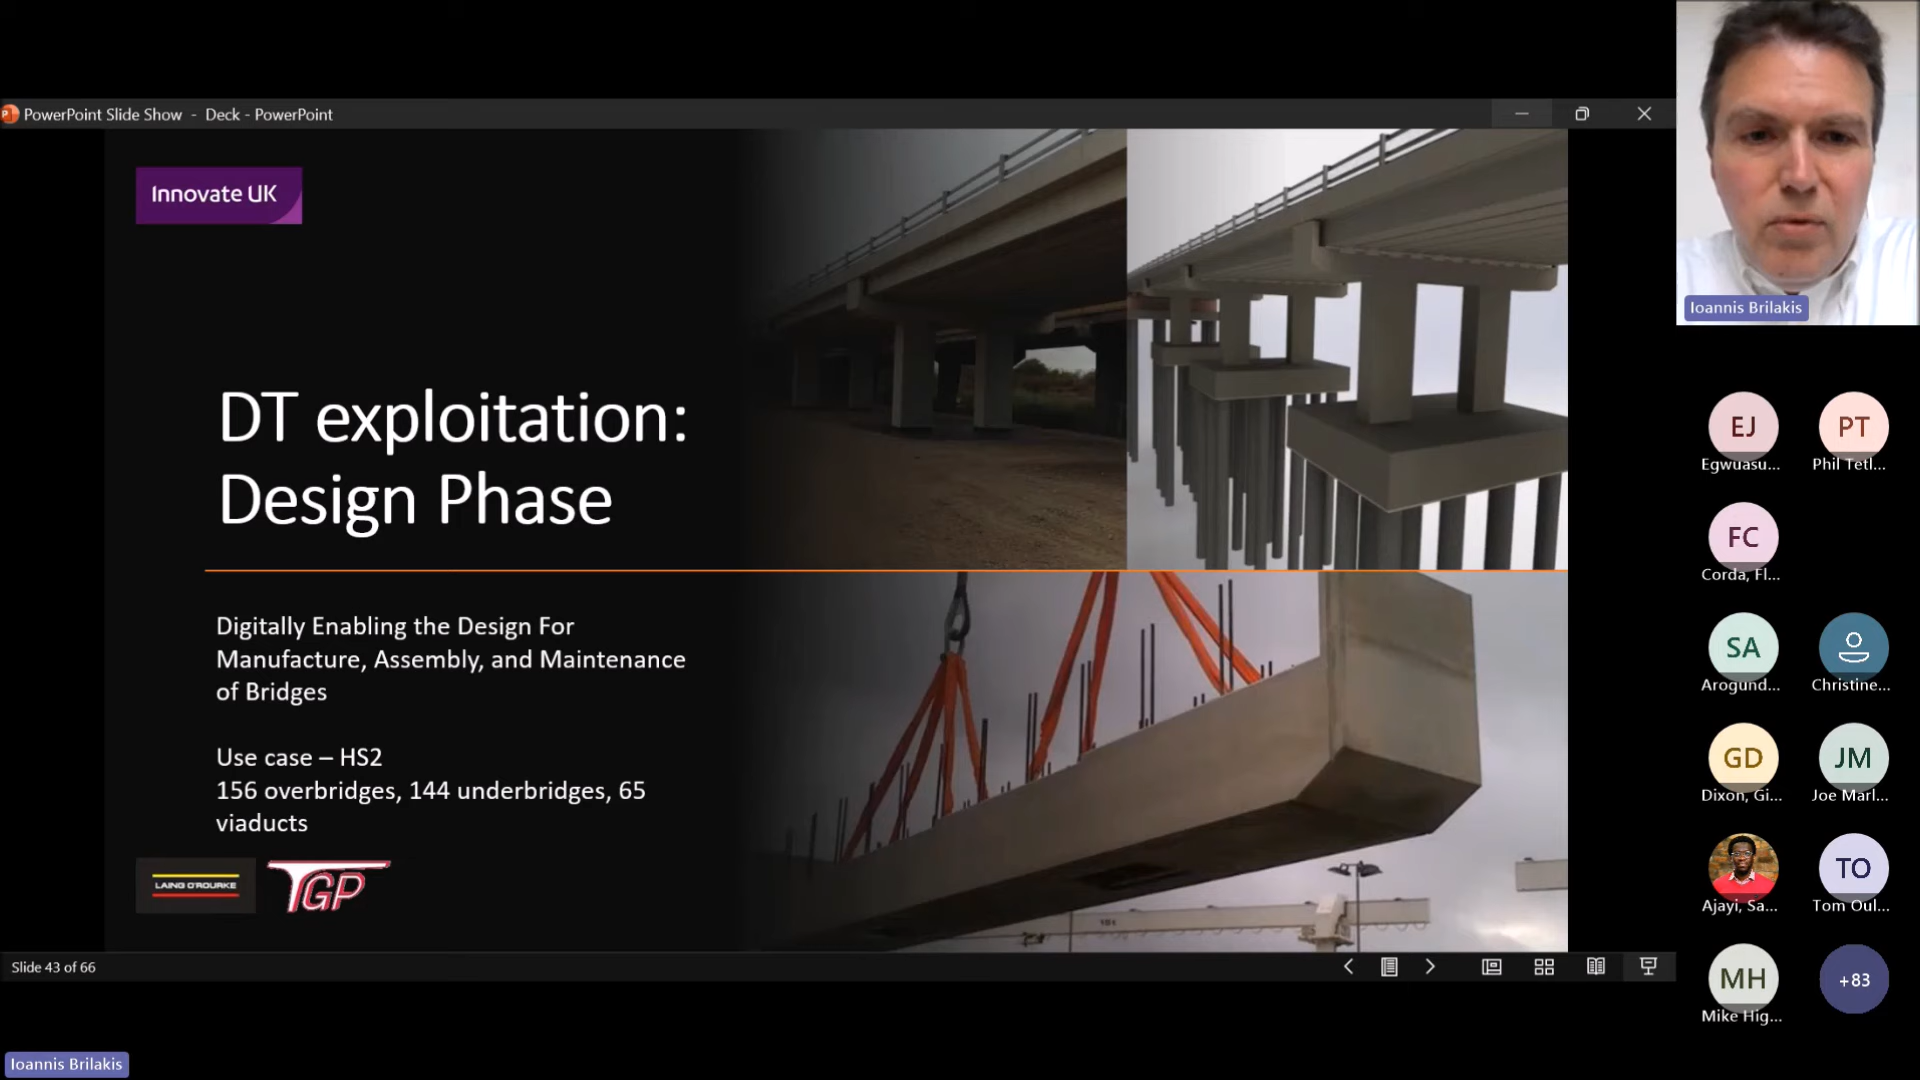 PowerPoint Slide Show - Deck - PowerPoint
Innovate UK
DT exploitation:
Design Phase
Digitally Enabling the Design For
Manufacture, Assembly, and Maintenance
of Bridges
Use case – HS2
156 overbridges, 144 underbridges, 65
viaducts
LAING O'ROURKE
TGP
Slide 43 of 66
Ioannis Brilakis
Ioannis Brilakis
EJ
Egwuasu...
PT
Phil Tetl...
FC
Corda, Fl...
SA
Arogund...
Christine...
GD
Dixon, Gi...
JM
Joe Marl...
Ajayi, Sa...
TO
Tom Oul...
MH
Mike Hig...
+83